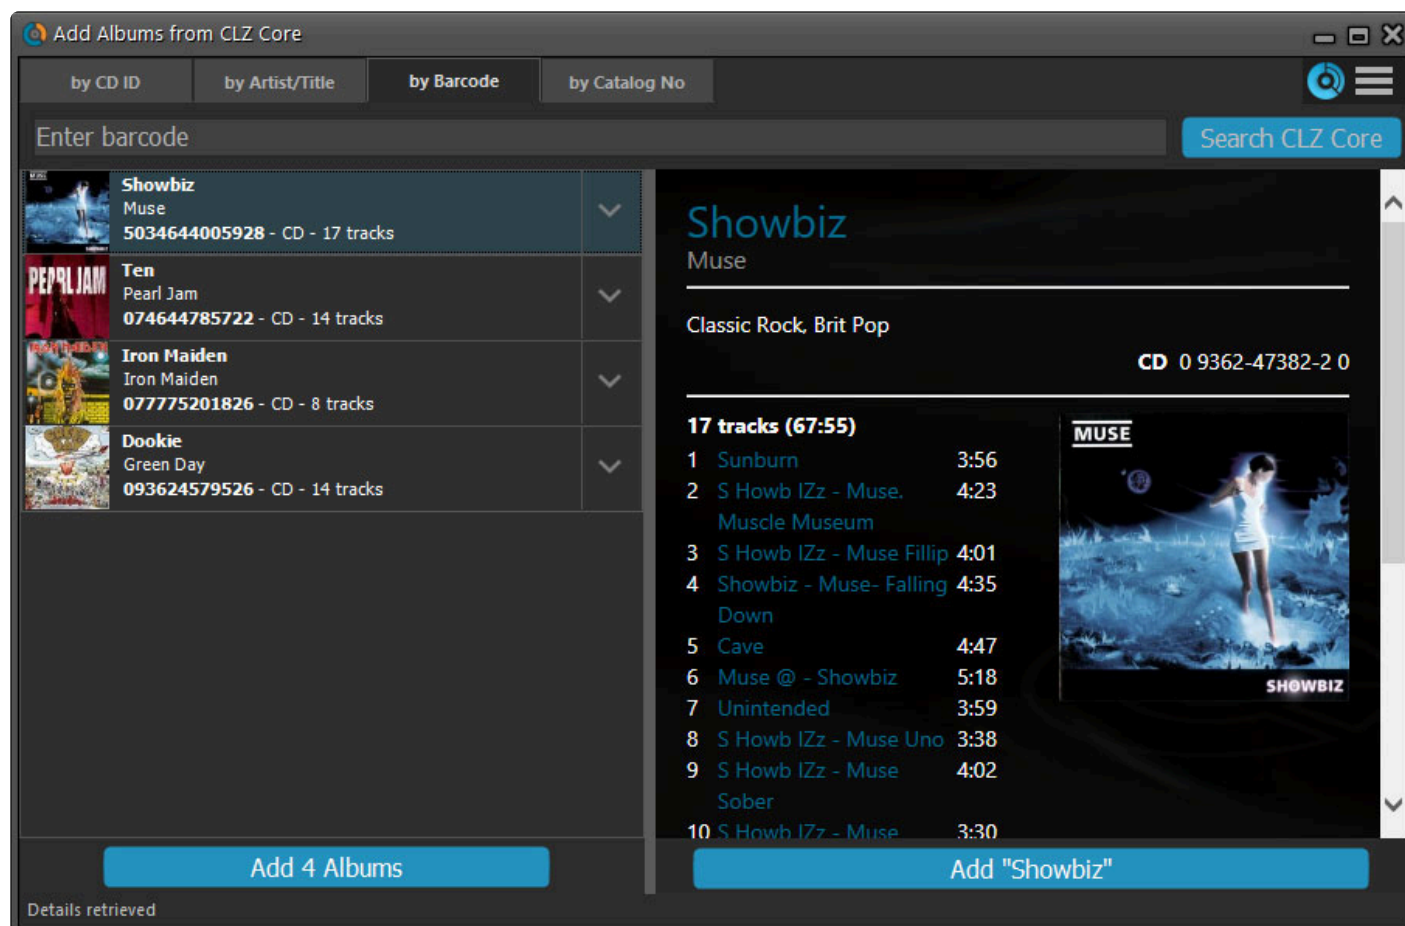 Add Albums from CLZ Core
by CD ID
by Artist/Title
by Barcode
by Catalog No
Enter barcode
Search CLZ Core
Showbiz
Muse
5034644005928 - CD - 17 tracks
PEARL JAM
Ten
Pearl Jam
074644785722 - CD - 14 tracks
Iron Maiden
Iron Maiden
077775201826 - CD - 8 tracks
Dookie
Green Day
093624579526 - CD - 14 tracks
Add 4 Albums
Showbiz
Muse
Classic Rock, Brit Pop
CD 0 9362-47382-2 0
17 tracks (67:55)
1 Sunburn 3:56
2 S Howb IZz - Muse. 4:23
Muscle Museum
3 S Howb IZz - Muse Fillip 4:01
4 Showbiz - Muse- Falling 4:35
Down
5 Cave 4:47
6 Muse @ - Showbiz 5:18
7 Unintended 3:59
8 S Howb IZz - Muse Uno 3:38
9 S Howb IZz - Muse 4:02
Sober
10 S Howb IZz - Muse 3:30
MUSE
SHOWBIZ
Add "Showbiz"
Details retrieved